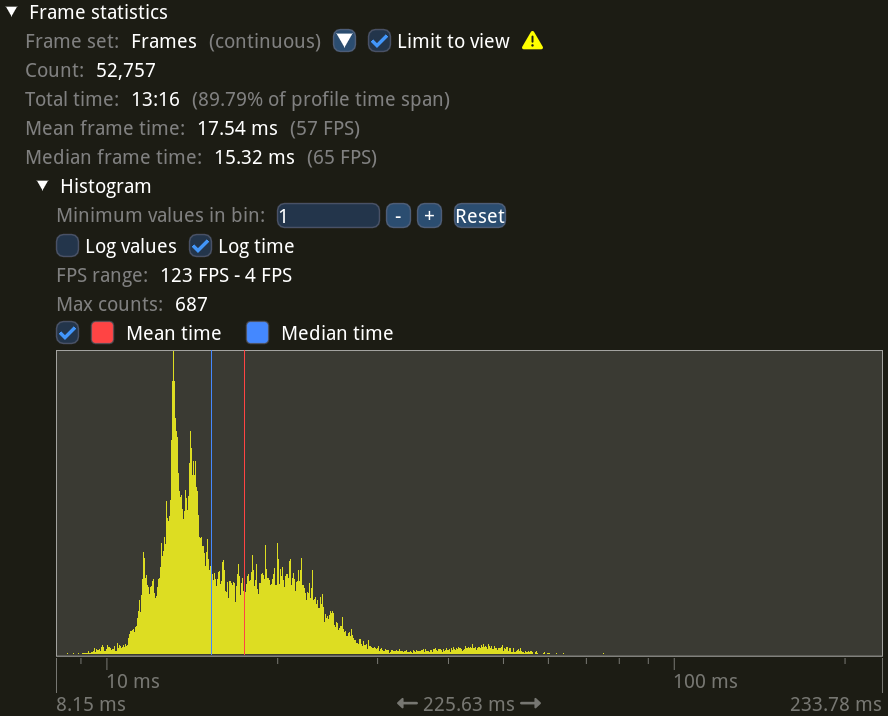 Frame statistics
Frame set: Frames (continuous) Limit to view
Count: 52,757
Total time: 13:16 (89.79% of profile time span)
Mean frame time: 17.54 ms (57 FPS)
Median frame time: 15.32 ms (65 FPS)
Histogram
Minimum values in bin: 1 - + Reset
Log values Log time
FPS range: 123 FPS - 4 FPS
Max counts: 687
Mean time Median time
10 ms 100 ms
8.15 ms 225.63 ms 233.78 ms